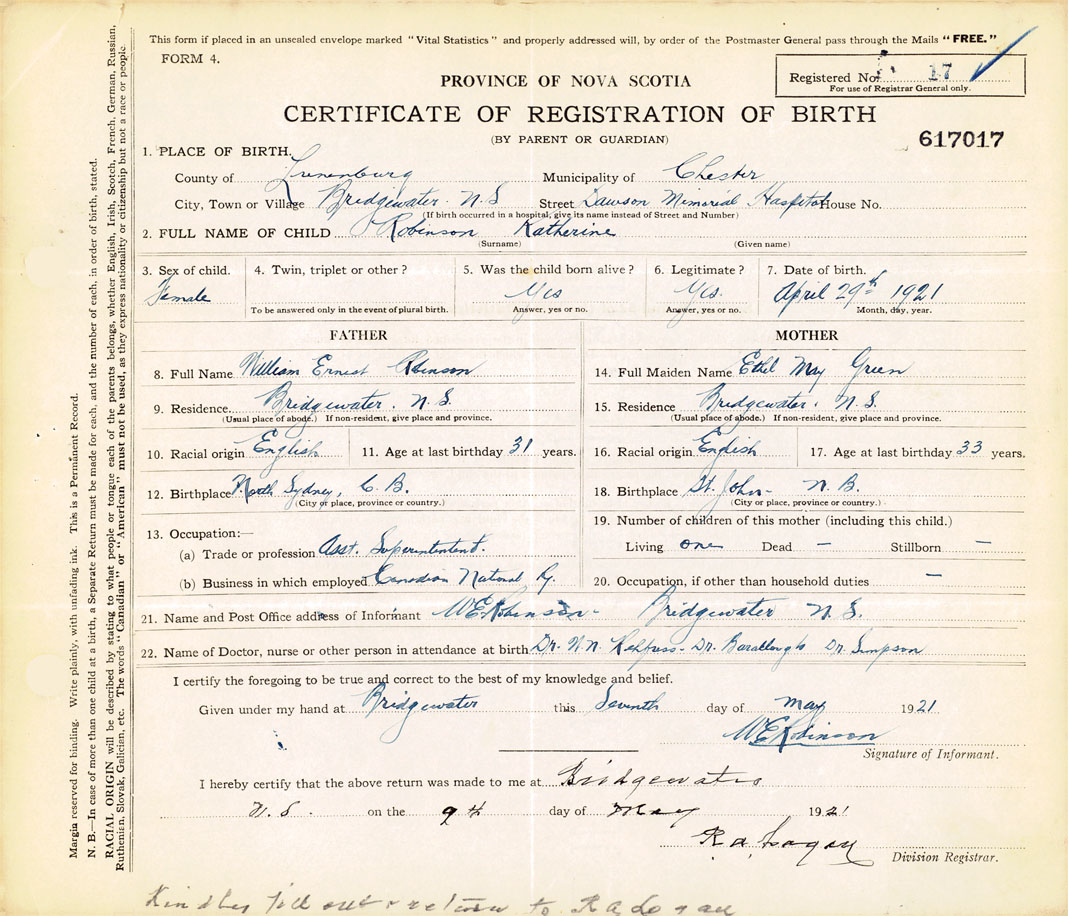 This form if placed in an unsealed envelope marked "Vital Statistics" and properly addressed will, by order of the Postmaster General pass through the Mails "FREE."
FORM 4.
Registered No. 17
For use of Registrar General only.
PROVINCE OF NOVA SCOTIA
CERTIFICATE OF REGISTRATION OF BIRTH
(BY PARENT OR GUARDIAN)
617017
1. PLACE OF BIRTH.
County of Lunenburg Municipality of Chester
City, Town or Village Bridgewater N.S Street Dawson Memorial Hospital House No.
(If birth occurred in a hospital, give its name instead of Street and Number)
2. FULL NAME OF CHILD Robinson Katherine
(Surname) (Given name)
3. Sex of child. 4. Twin, triplet or other? 5. Was the child born alive? 6. Legitimate? 7. Date of birth.
Female Yes Yes. April 29th 1921
To be answered only in the event of plural birth. Answer, yes or no. Answer, yes or no. Month, day, year.
FATHER MOTHER
8. Full Name William Ernest Robinson 14. Full Maiden Name Ethel May Green
9. Residence Bridgewater. N.S. 15. Residence Bridgewater. N.S.
(Usual place of abode.) If non-resident, give place and province. (Usual place of abode.) If non-resident, give place and province.
10. Racial origin English 11. Age at last birthday 31 years. 16. Racial origin English 17. Age at last birthday 33 years.
12. Birthplace North Sydney, C.B. 18. Birthplace St. John- N.B.
(City or place, province or country.) (City or place, province or country.)
13. Occupation:— 19. Number of children of this mother (including this child.)
(a) Trade or profession Asst. Superintentent. Living one Dead — Stillborn —
(b) Business in which employed Canadian National Ry. 20. Occupation, if other than household duties —
21. Name and Post Office address of Informant W E Robinson- Bridgewater N.S.
22. Name of Doctor, nurse or other person in attendance at birth Dr. Dr. Dr. Simpson
I certify the foregoing to be true and correct to the best of my knowledge and belief.
Given under my hand at Bridgewater this Seventh day of May 1921
W E Robinson
Signature of Informant.
I hereby certify that the above return was made to me at Bridgewater
N.S. on the 9th day of May 1921
R A Logan
Division Registrar.
Kindly fill out & return to R A Logan
Margia reserved for binding. Write plainly, with unfading ink. This is a Permanent Record.
N. B.—In case of more than one child at a birth, a Separate Return must be made for each, and the number of each, in order of birth, stated.
RACIAL ORIGIN will be described by stating to what people or tongue each of the parents belongs, whether English, Irish, Scotch, French, German, Russian,
Ruthenian, Slovak, Galician, etc. The words "Canadian" or "American" must not be used, as they express nationality or citizenship but not a race or people.